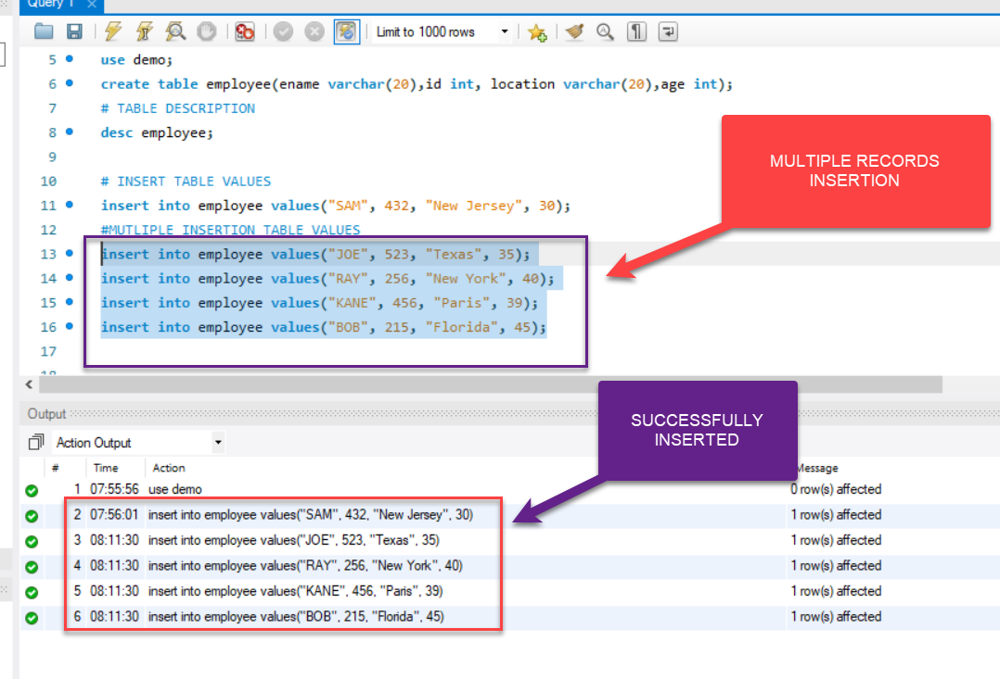 Query 1
Limit to 1000 rows
5 use demo;
6 create table employee(ename varchar(20),id int, location varchar(20),age int);
7 # TABLE DESCRIPTION
8 desc employee;
9
10 # INSERT TABLE VALUES
11 insert into employee values("SAM", 432, "New Jersey", 30);
12 #MUTLIPLE INSERTION TABLE VALUES
13 insert into employee values("JOE", 523, "Texas", 35);
14 insert into employee values("RAY", 256, "New York", 40);
15 insert into employee values("KANE", 456, "Paris", 39);
16 insert into employee values("BOB", 215, "Florida", 45);
17
MULTIPLE RECORDS
INSERTION
SUCCESSFULLY
INSERTED
Output
Action Output
# Time Action Message
1 07:55:56 use demo 0 row(s) affected
2 07:56:01 insert into employee values("SAM", 432, "New Jersey", 30) 1 row(s) affected
3 08:11:30 insert into employee values("JOE", 523, "Texas", 35) 1 row(s) affected
4 08:11:30 insert into employee values("RAY", 256, "New York", 40) 1 row(s) affected
5 08:11:30 insert into employee values("KANE", 456, "Paris", 39) 1 row(s) affected
6 08:11:30 insert into employee values("BOB", 215, "Florida", 45) 1 row(s) affected